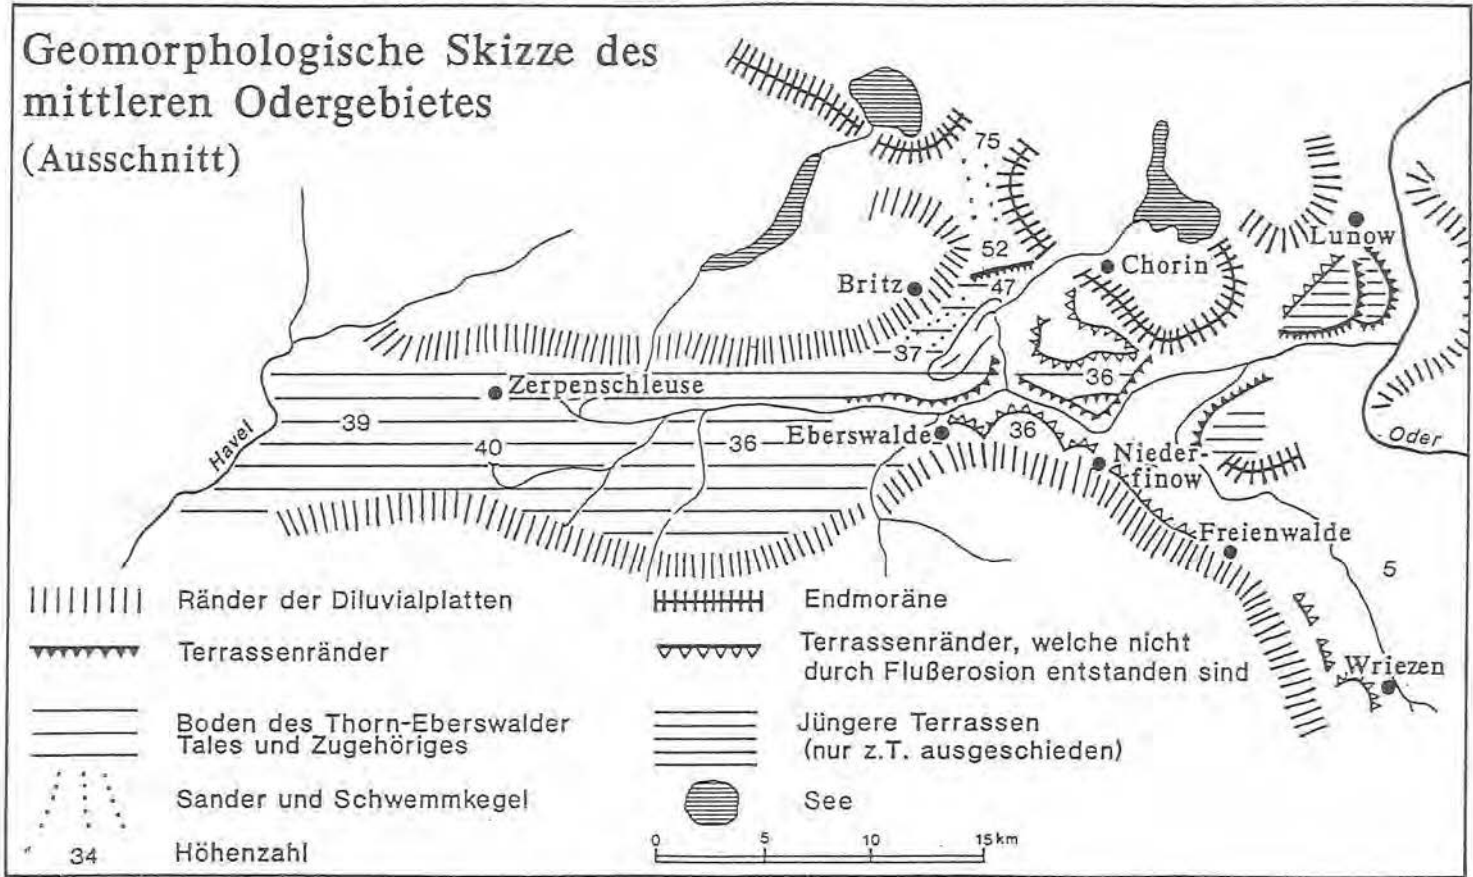 Geomorphologische Skizze des
mittleren Odergebietes
(Ausschnitt)
75
Lunow
52
Chorin
Britz
47
37
36
Zerpenschleuse
39
Havel
40
36
Eberswalde
36
Oder
Nieder-
finow
Freienwalde
5
Wriezen
Ränder der Diluvialplatten
Terrassenränder
Boden des Thorn-Eberswalder
Tales und Zugehöriges
Sander und Schwemmkegel
34 Höhenzahl
Endmoräne
Terrassenränder, welche nicht
durch Flußerosion entstanden sind
Jüngere Terrassen
(nur z.T. ausgeschieden)
See
0 5 10 15 km